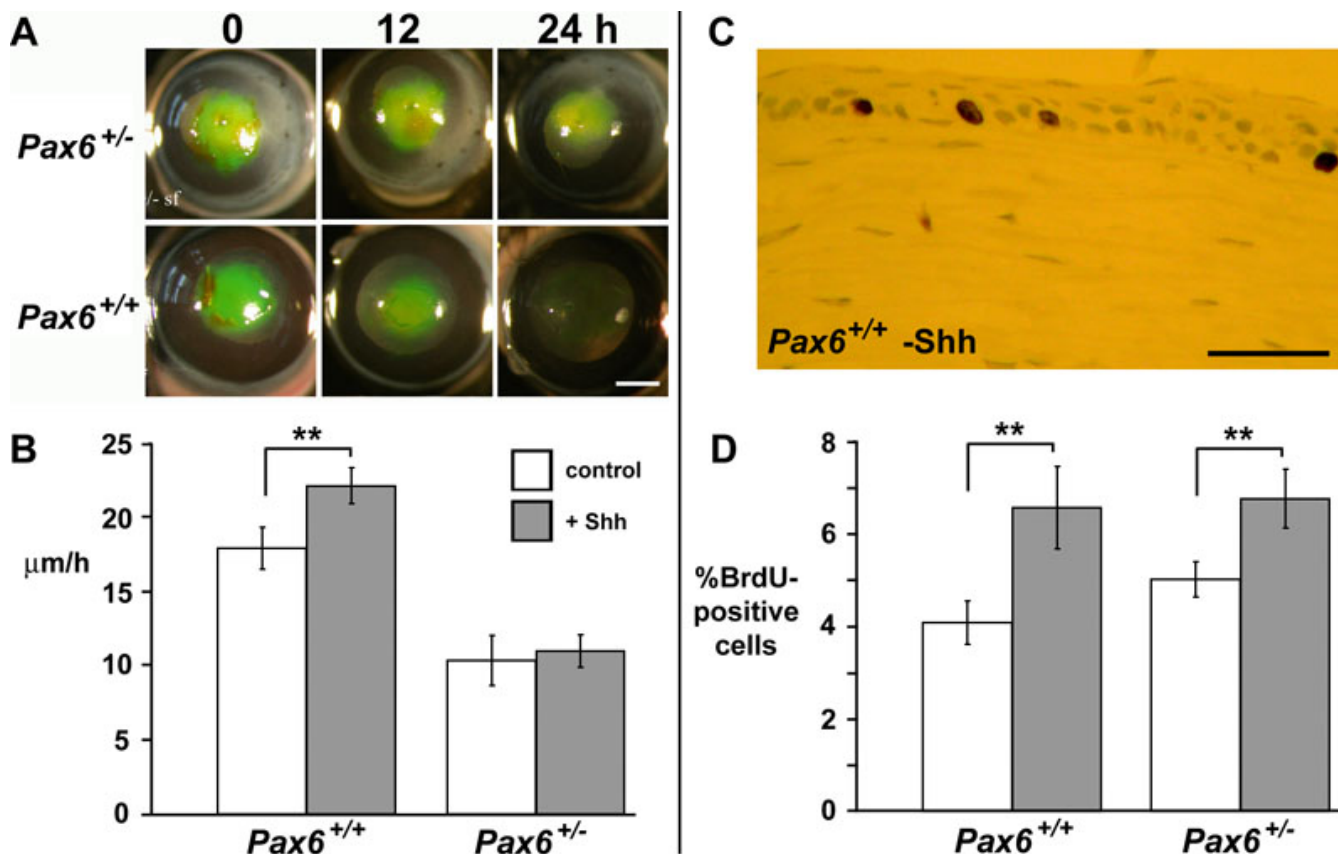 A
0 12 24 h
Pax6+/-
/- sf
Pax6+/+
B
25
20
15
10
5
0
μm/h
**
control
+ Shh
Pax6+/+ Pax6+/-
C
Pax6+/+ -Shh
D
8
6
4
2
0
%BrdU-
positive
cells
** **
Pax6+/+ Pax6+/-